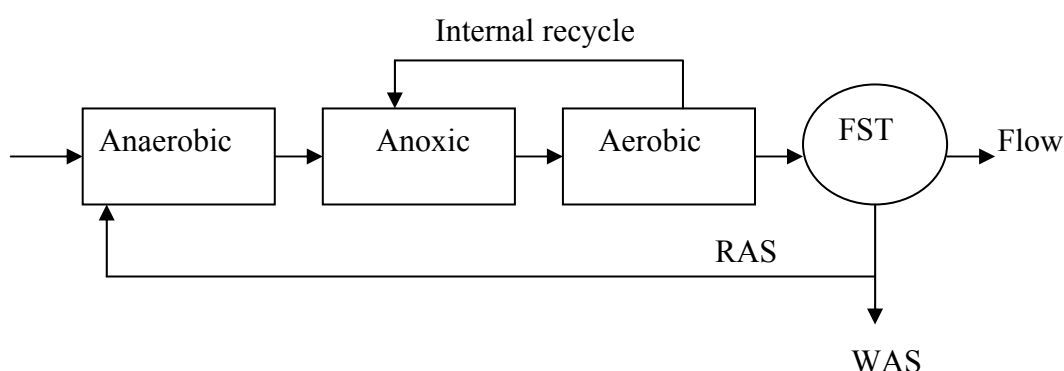 Internal recycle
Anaerobic
Anoxic
Aerobic
FST
Flow
RAS
WAS